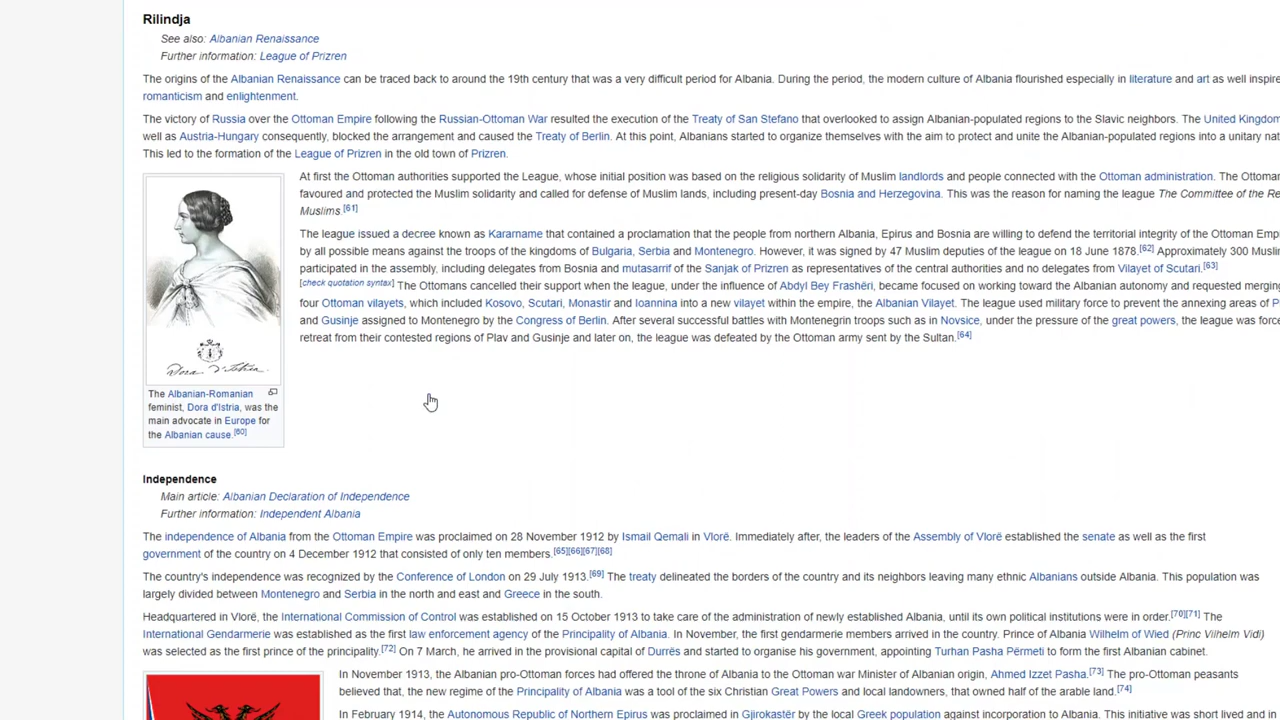 Rilindja
See also: Albanian Renaissance
Further information: League of Prizren
The origins of the Albanian Renaissance can be traced back to around the 19th century that was a very difficult period for Albania. During the period, the modern culture of Albania flourished especially in literature and art as well inspire
romanticism and enlightenment.
The victory of Russia over the Ottoman Empire following the Russian-Ottoman War resulted the execution of the Treaty of San Stefano that overlooked to assign Albanian-populated regions to the Slavic neighbors. The United Kingdom
well as Austria-Hungary consequently, blocked the arrangement and caused the Treaty of Berlin. At this point, Albanians started to organize themselves with the aim to protect and unite the Albanian-populated regions into a unitary nat
This led to the formation of the League of Prizren in the old town of Prizren.
At first the Ottoman authorities supported the League, whose initial position was based on the religious solidarity of Muslim landlords and people connected with the Ottoman administration. The Ottoman
favoured and protected the Muslim solidarity and called for defense of Muslim lands, including present-day Bosnia and Herzegovina. This was the reason for naming the league The Committee of the Re
Muslims.[61]
The league issued a decree known as Kararname that contained a proclamation that the people from northern Albania, Epirus and Bosnia are willing to defend the territorial integrity of the Ottoman Emp
by all possible means against the troops of the kingdoms of Bulgaria, Serbia and Montenegro. However, it was signed by 47 Muslim deputies of the league on 18 June 1878.[62] Approximately 300 Musli
participated in the assembly, including delegates from Bosnia and mutasarrif of the Sanjak of Prizren as representatives of the central authorities and no delegates from Vilayet of Scutari.[63]
[check quotation syntax] The Ottomans cancelled their support when the league, under the influence of Abdyl Bey Frashëri, became focused on working toward the Albanian autonomy and requested merging
four Ottoman vilayets, which included Kosovo, Scutari, Monastir and Ioannina into a new vilayet within the empire, the Albanian Vilayet. The league used military force to prevent the annexing areas of P
and Gusinje assigned to Montenegro by the Congress of Berlin. After several successful battles with Montenegrin troops such as in Novsice, under the pressure of the great powers, the league was force
retreat from their contested regions of Plav and Gusinje and later on, the league was defeated by the Ottoman army sent by the Sultan.[64]
Dora d'Istria
The Albanian-Romanian
feminist, Dora d'Istria, was the
main advocate in Europe for
the Albanian cause.[60]
Independence
Main article: Albanian Declaration of Independence
Further information: Independent Albania
The independence of Albania from the Ottoman Empire was proclaimed on 28 November 1912 by Ismail Qemali in Vlorë. Immediately after, the leaders of the Assembly of Vlorë established the senate as well as the first
government of the country on 4 December 1912 that consisted of only ten members.[65][66][67][68]
The country's independence was recognized by the Conference of London on 29 July 1913.[69] The treaty delineated the borders of the country and its neighbors leaving many ethnic Albanians outside Albania. This population was
largely divided between Montenegro and Serbia in the north and east and Greece in the south.
Headquartered in Vlorë, the International Commission of Control was established on 15 October 1913 to take care of the administration of newly established Albania, until its own political institutions were in order.[70][71] The
International Gendarmerie was established as the first law enforcement agency of the Principality of Albania. In November, the first gendarmerie members arrived in the country. Prince of Albania Wilhelm of Wied (Princ Vilhelm Vidi)
was selected as the first prince of the principality.[72] On 7 March, he arrived in the provisional capital of Durrës and started to organise his government, appointing Turhan Pasha Përmeti to form the first Albanian cabinet.
In November 1913, the Albanian pro-Ottoman forces had offered the throne of Albania to the Ottoman war Minister of Albanian origin, Ahmed Izzet Pasha.[73] The pro-Ottoman peasants
believed that, the new regime of the Principality of Albania was a tool of the six Christian Great Powers and local landowners, that owned half of the arable land.[74]
In February 1914, the Autonomous Republic of Northern Epirus was proclaimed in Gjirokastër by the local Greek population against incorporation to Albania. This initiative was short lived and in